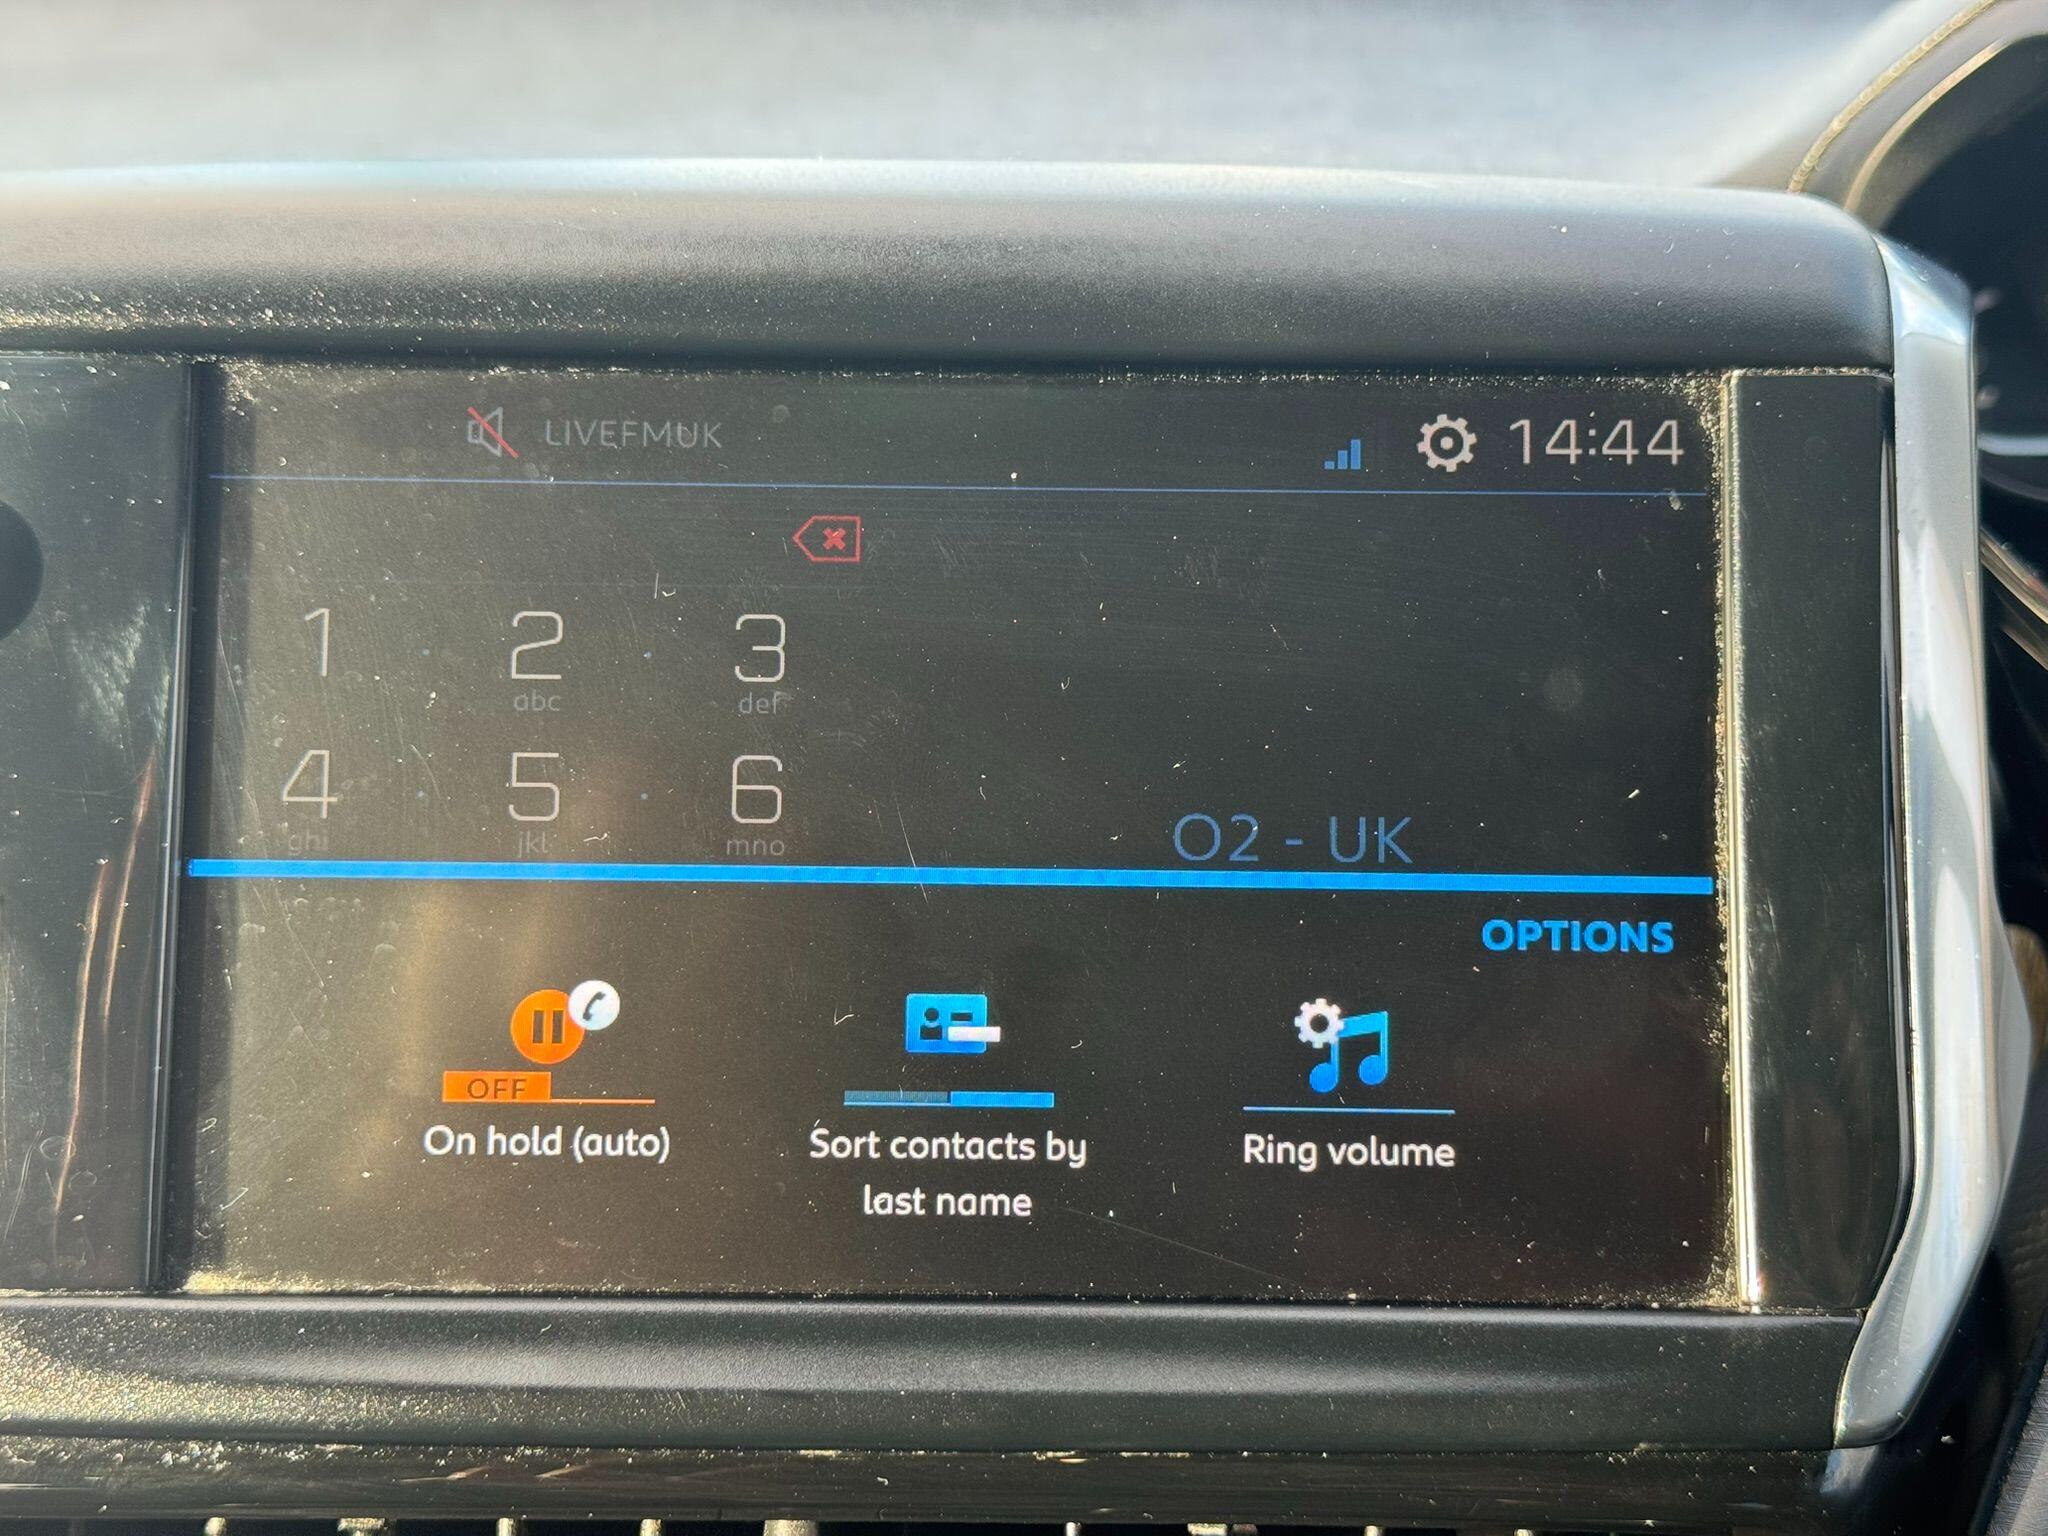 LIVEFMUK 14:44
1 2 3
abc def
4 5 6
ghi jkl mno
O2 - UK
OPTIONS
OFF
On hold (auto)
Sort contacts by
last name
Ring volume